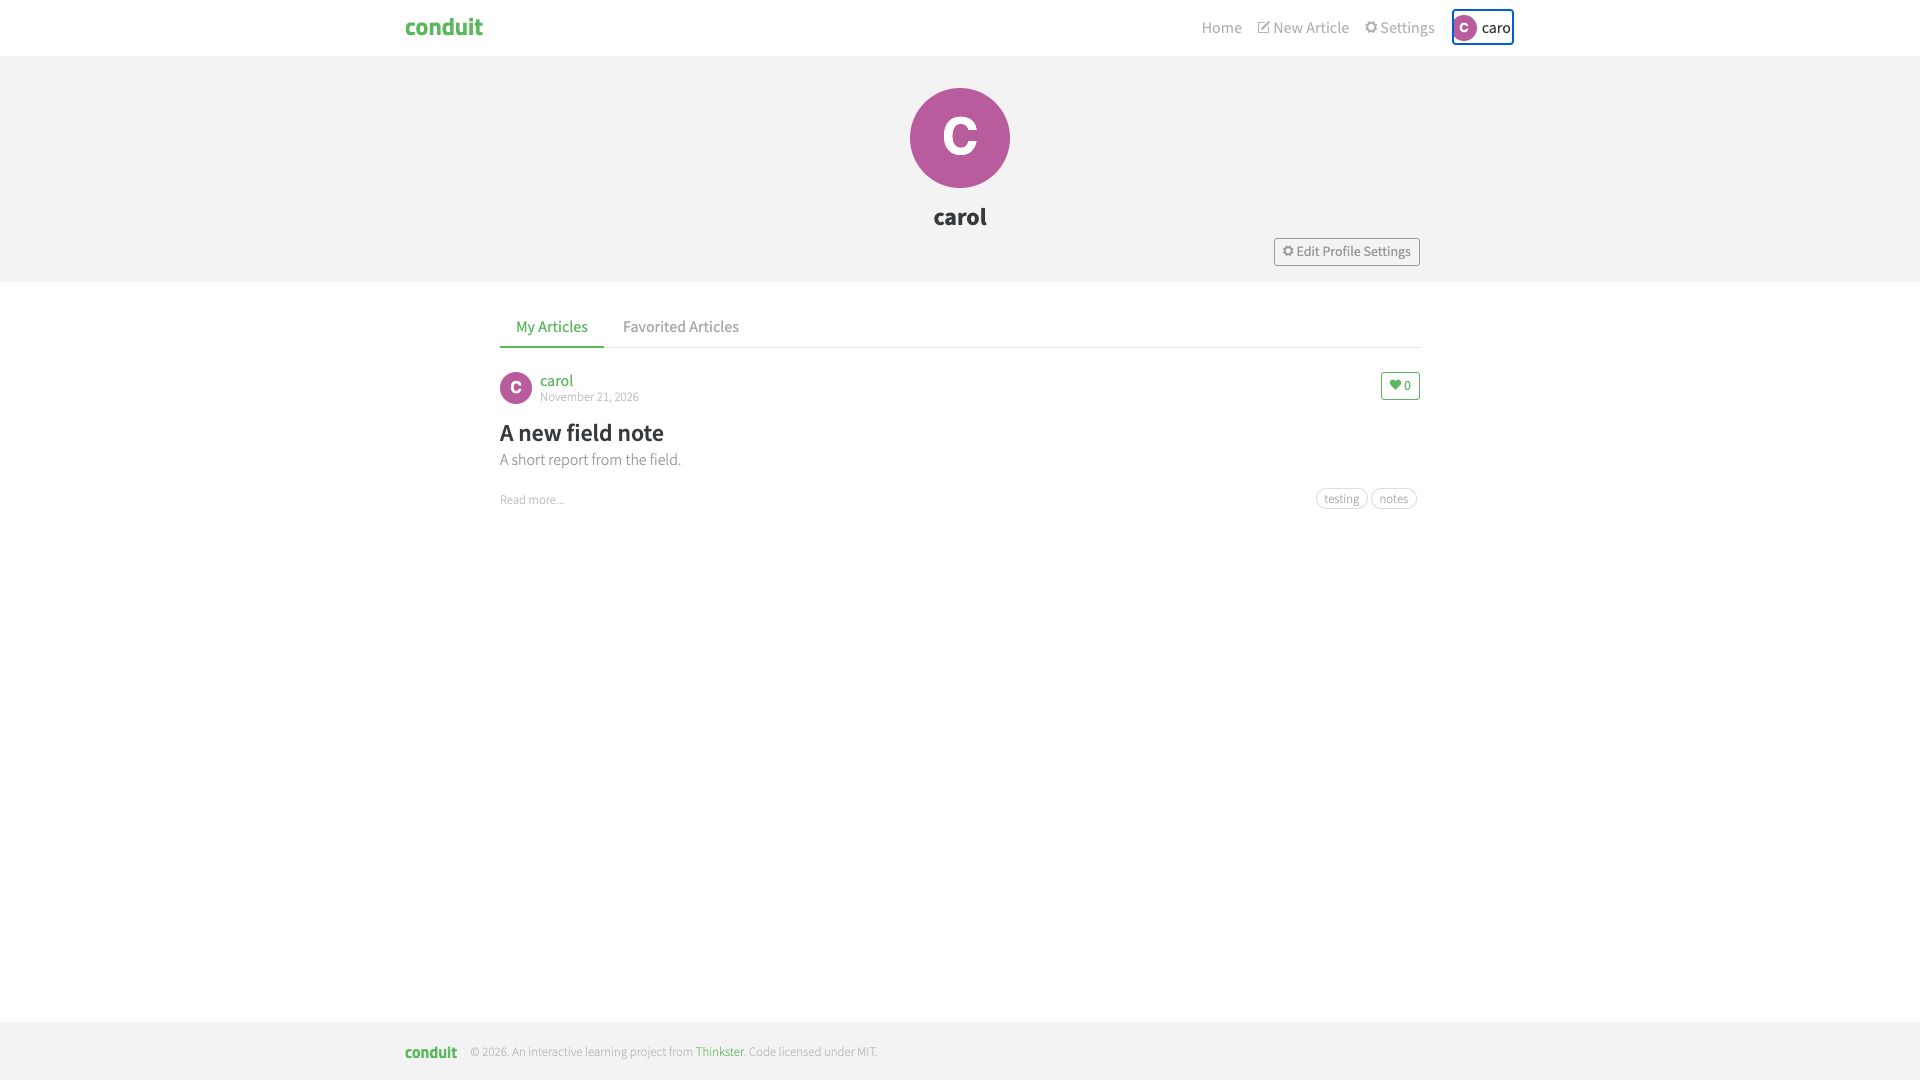 conduit
Home New Article Settings C caro
C
carol
Edit Profile Settings
My Articles Favorited Articles
C carol
November 21, 2026
0
A new field note
A short report from the field.
Read more...
testing notes
conduit © 2026. An interactive learning project from Thinkster. Code licensed under MIT.